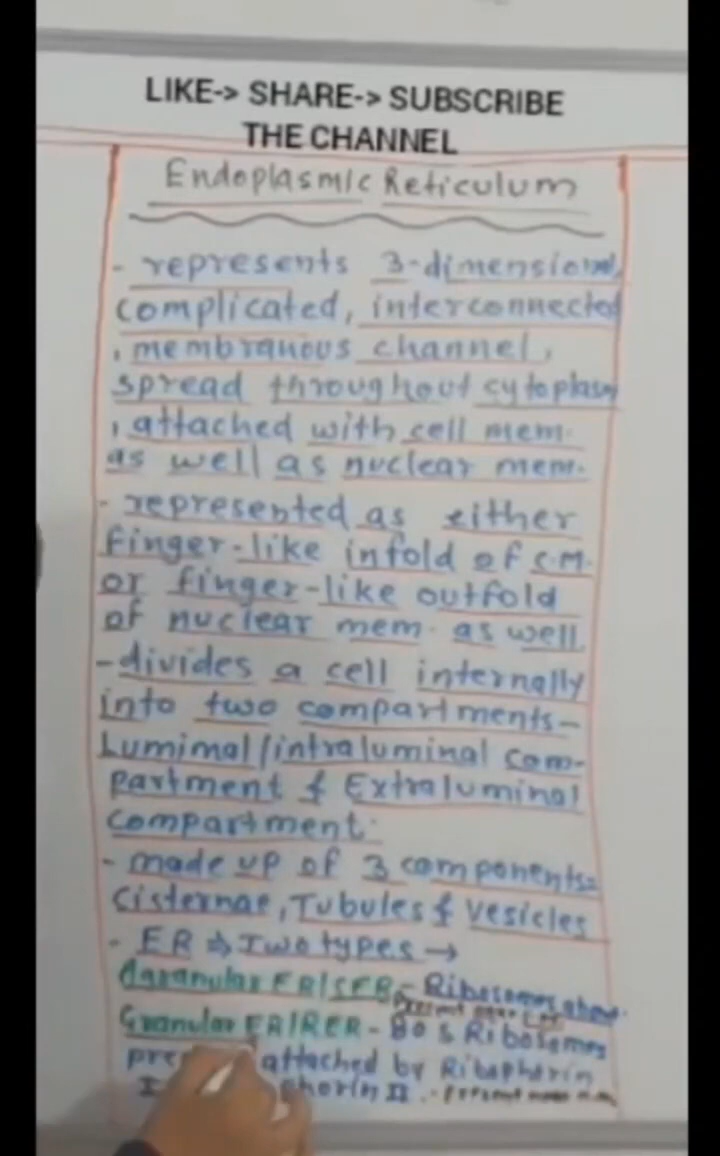 LIKE-> SHARE-> SUBSCRIBE
THE CHANNEL
Endoplasmic Reticulum
- represents 3-dimensional,
complicated, interconnected
, membranous channel,
spread throughout cytoplasm
, attached with cell mem.
as well as nuclear mem.
- represented as either
finger-like infold of C.M.
or finger-like outfold
of nuclear mem. as well
- divides a cell internally
into two compartments-
Lumimal/intraluminal com-
partment & Extraluminal
compartment.
- made up of 3 components-
Cisternae, Tubules & Vesicles
- ER ⇒ Two types →
Agranular ER/SER - Ribosomes
Granular ER/RER - 80 S Ribosomes
attached by Ribophorin
II